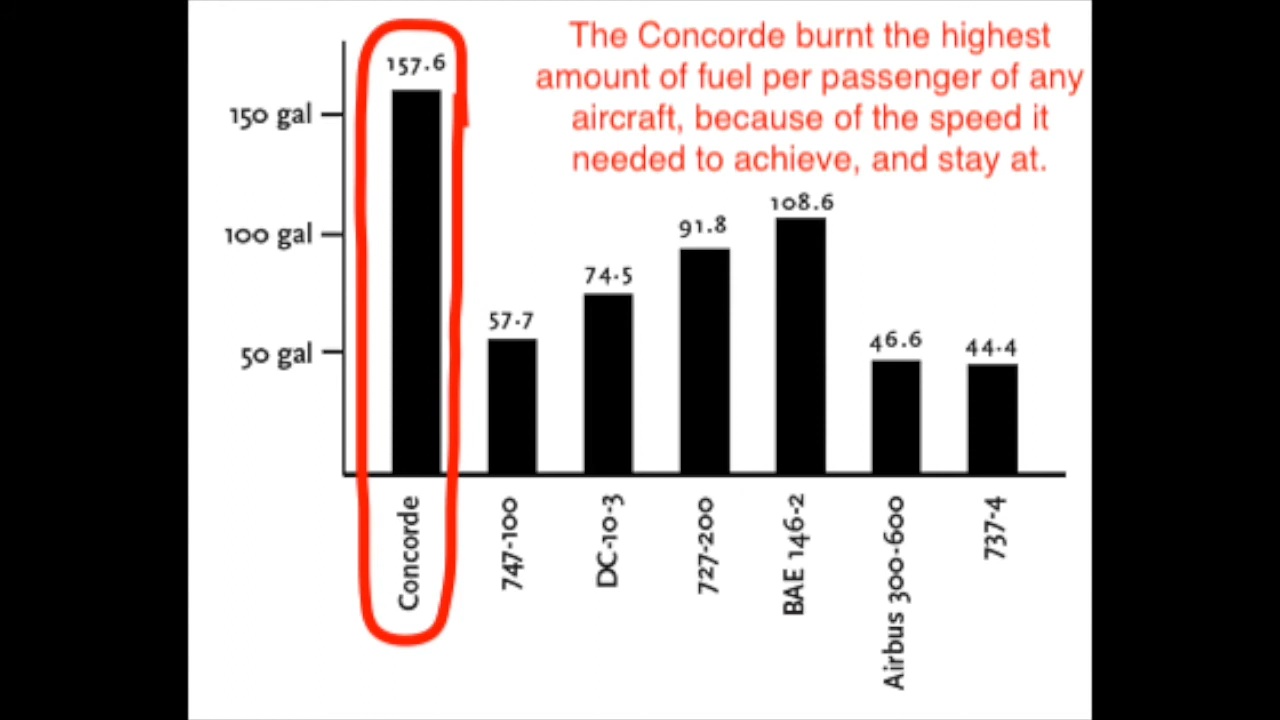 The Concorde burnt the highest
amount of fuel per passenger of any
aircraft, because of the speed it
needed to achieve, and stay at.
157.6
150 gal
108.6
100 gal
91.8
74.5
57.7
50 gal
46.6
44.4
Concorde
747-100
DC-10-3
727-200
BAE 146-2
Airbus 300-600
737-4